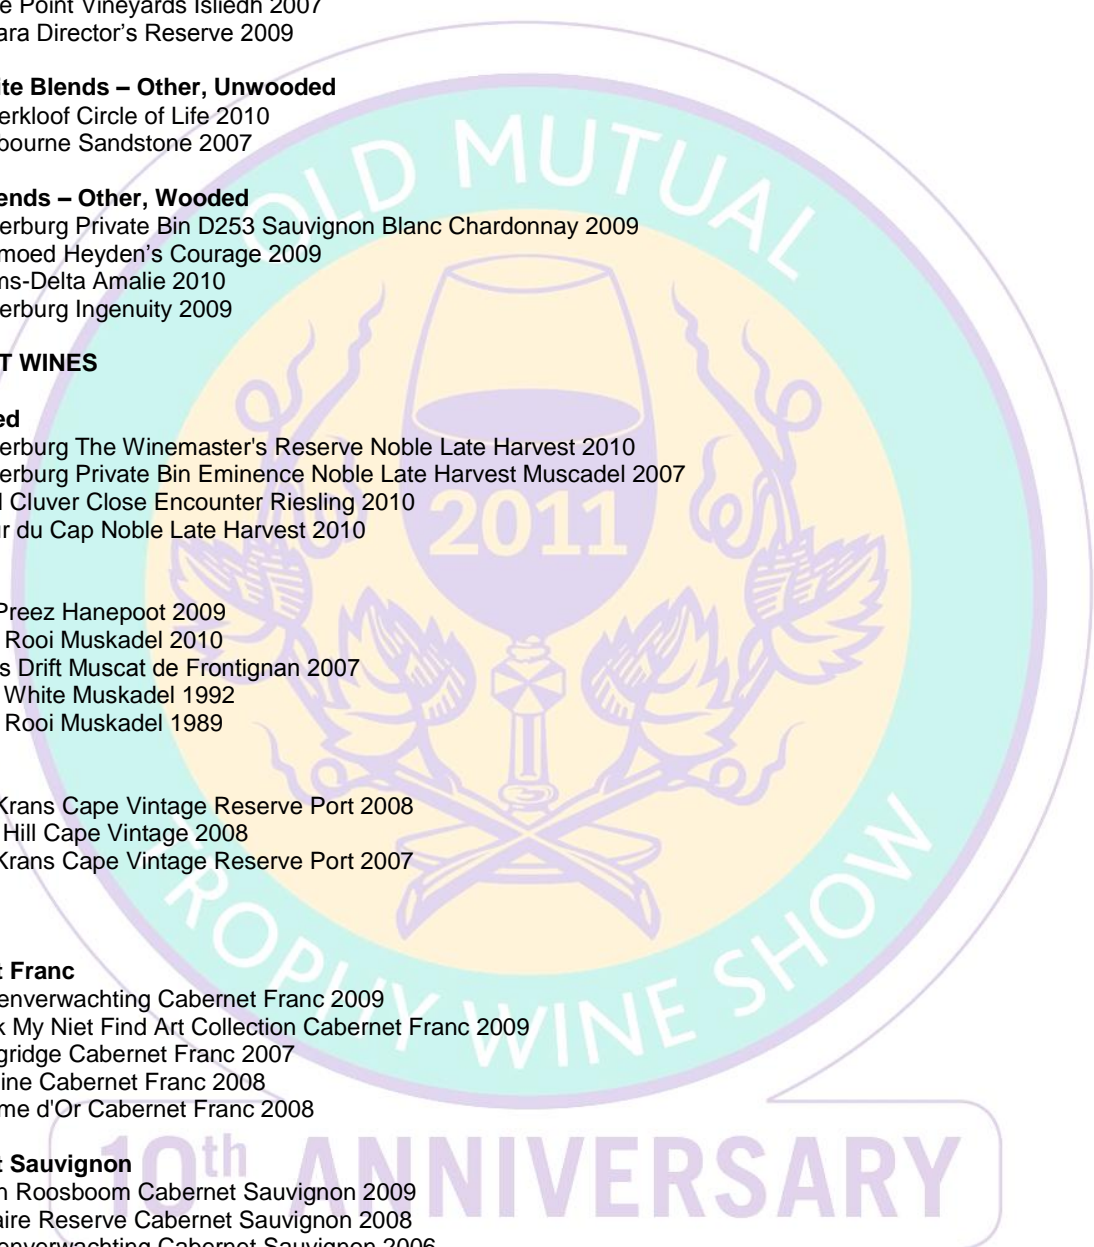 e Point Vineyards Isliedh 2007
ara Director's Reserve 2009
ite Blends – Other, Unwooded
erkloof Circle of Life 2010
bourne Sandstone 2007
ends – Other, Wooded
erburg Private Bin D253 Sauvignon Blanc Chardonnay 2009
moed Heyden's Courage 2009
ms-Delta Amalie 2010
erburg Ingenuity 2009
T WINES
ed
erburg The Winemaster's Reserve Noble Late Harvest 2010
erburg Private Bin Eminence Noble Late Harvest Muscadel 2007
l Cluver Close Encounter Riesling 2010
ur du Cap Noble Late Harvest 2010
Preez Hanepoot 2009
Rooi Muskadel 2010
s Drift Muscat de Frontignan 2007
White Muskadel 1992
Rooi Muskadel 1989
Krans Cape Vintage Reserve Port 2008
Hill Cape Vintage 2008
Krans Cape Vintage Reserve Port 2007
t Franc
enverwachting Cabernet Franc 2009
k My Niet Find Art Collection Cabernet Franc 2009
gridge Cabernet Franc 2007
ine Cabernet Franc 2008
me d'Or Cabernet Franc 2008
t Sauvignon
n Roosboom Cabernet Sauvignon 2009
aire Reserve Cabernet Sauvignon 2008
enverwachting Cabernet Sauvignon 2006
OLD MUTUAL
2011
TROPHY WINE SHOW
10th ANNIVERSARY